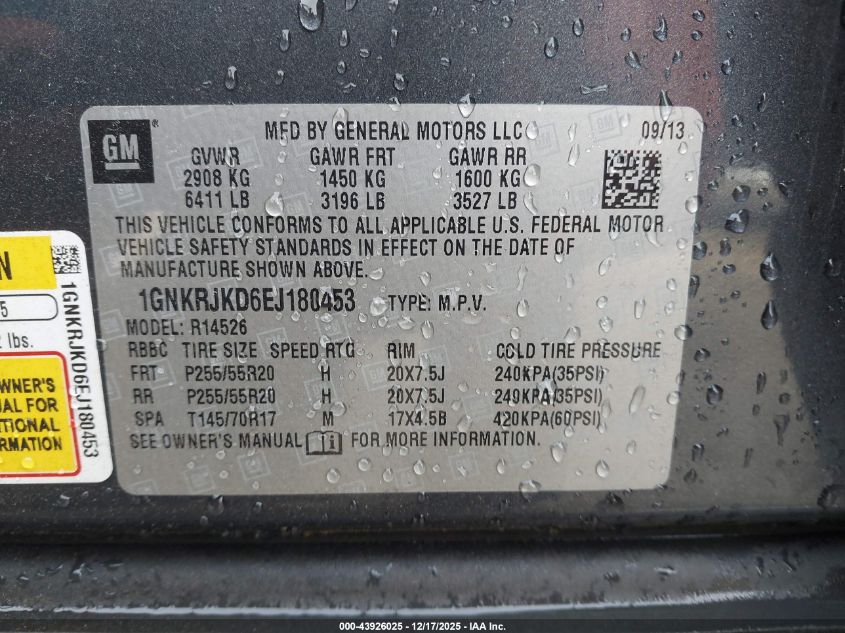 GM
MFD BY GENERAL MOTORS LLC 09/13
GVWR GAWR FRT GAWR RR
2908 KG 1450 KG 1600 KG
6411 LB 3196 LB 3527 LB
THIS VEHICLE CONFORMS TO ALL APPLICABLE U.S. FEDERAL MOTOR
VEHICLE SAFETY STANDARDS IN EFFECT ON THE DATE OF
MANUFACTURE SHOWN ABOVE.
1GNKRJKD6EJ180453 TYPE: M.P.V.
MODEL: R14526
RBBC TIRE SIZE SPEED RTG RIM COLD TIRE PRESSURE
FRT P255/55R20 H 20X7.5J 240KPA(35PSI)
RR P255/55R20 H 20X7.5J 240KPA(35PSI)
SPA T145/70R17 M 17X4.5B 420KPA(60PSI)
SEE OWNER'S MANUAL FOR MORE INFORMATION.
N
5
lbs.
OWNER'S
FOR
1GNKRJKD6EJ180453
000-43926025 - 12/17/2025 - IAA Inc.